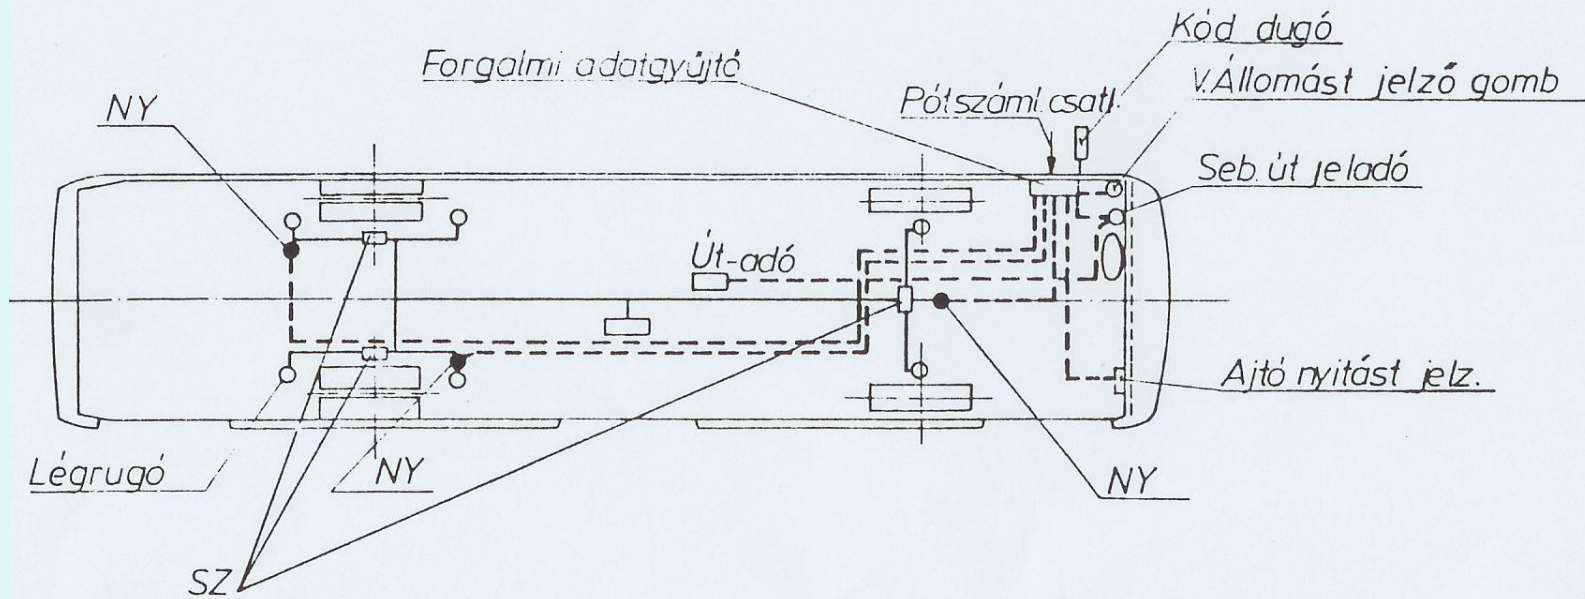 Kód dugó
Forgalmi adatgyűjtő
V.Állomást jelző gomb
Pótszáml.csatl.
NY
Seb. út jeladó
Út-adó
Ajtó nyitást jelz.
Légrugó
NY
NY
SZ